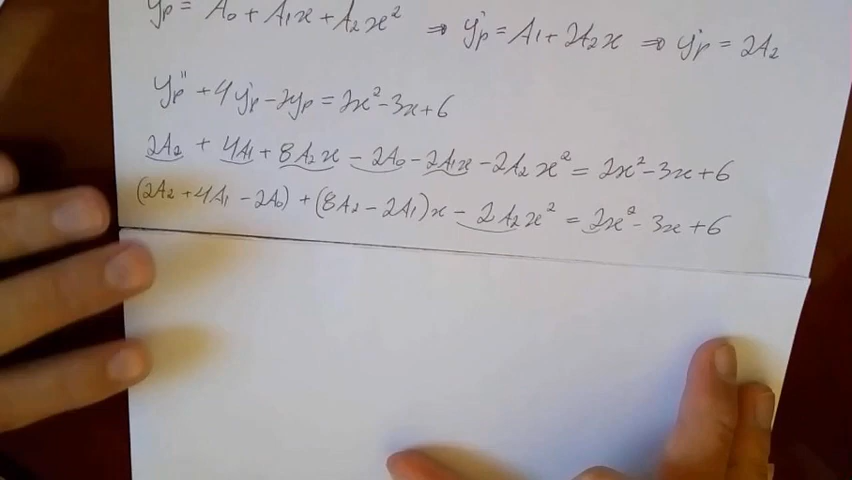 yp = A₀ + A₁x + A₂x² ⇒ y'p = A₁ + 2A₂x ⇒ y''p = 2A₂
yp'' + 4y'p - 2yp = 2x² - 3x + 6
2A₂ + 4A₁ + 8A₂x - 2A₀ - 2A₁x - 2A₂x² = 2x² - 3x + 6
(2A₂ + 4A₁ - 2A₀) + (8A₂ - 2A₁)x - 2A₂x² = 2x² - 3x + 6